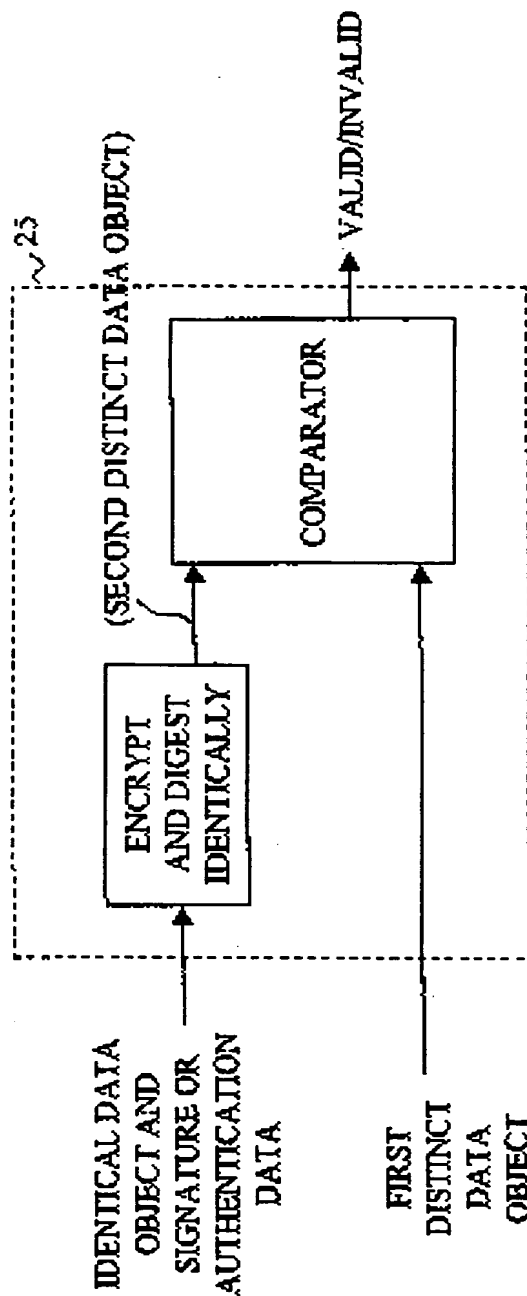 25
(SECOND DISTINCT DATA OBJECT)
IDENTICAL DATA
OBJECT AND
SIGNATURE OR
AUTHENTICATION
DATA
ENCRYPT
AND DIGEST
IDENTICALLY
COMPARATOR
VALID/INVALID
FIRST
DISTINCT
DATA
OBJECT